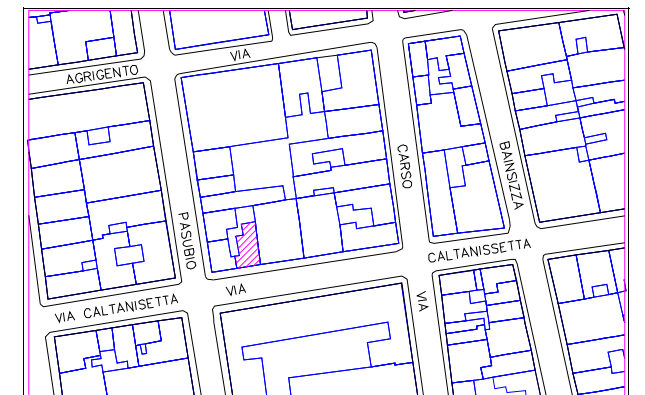 VIA
AGRIGENTO
CARSO
BAINSIZZA
PASUBIO
CALTANISSETTA
VIA
VIA CALTANISETTA
VIA